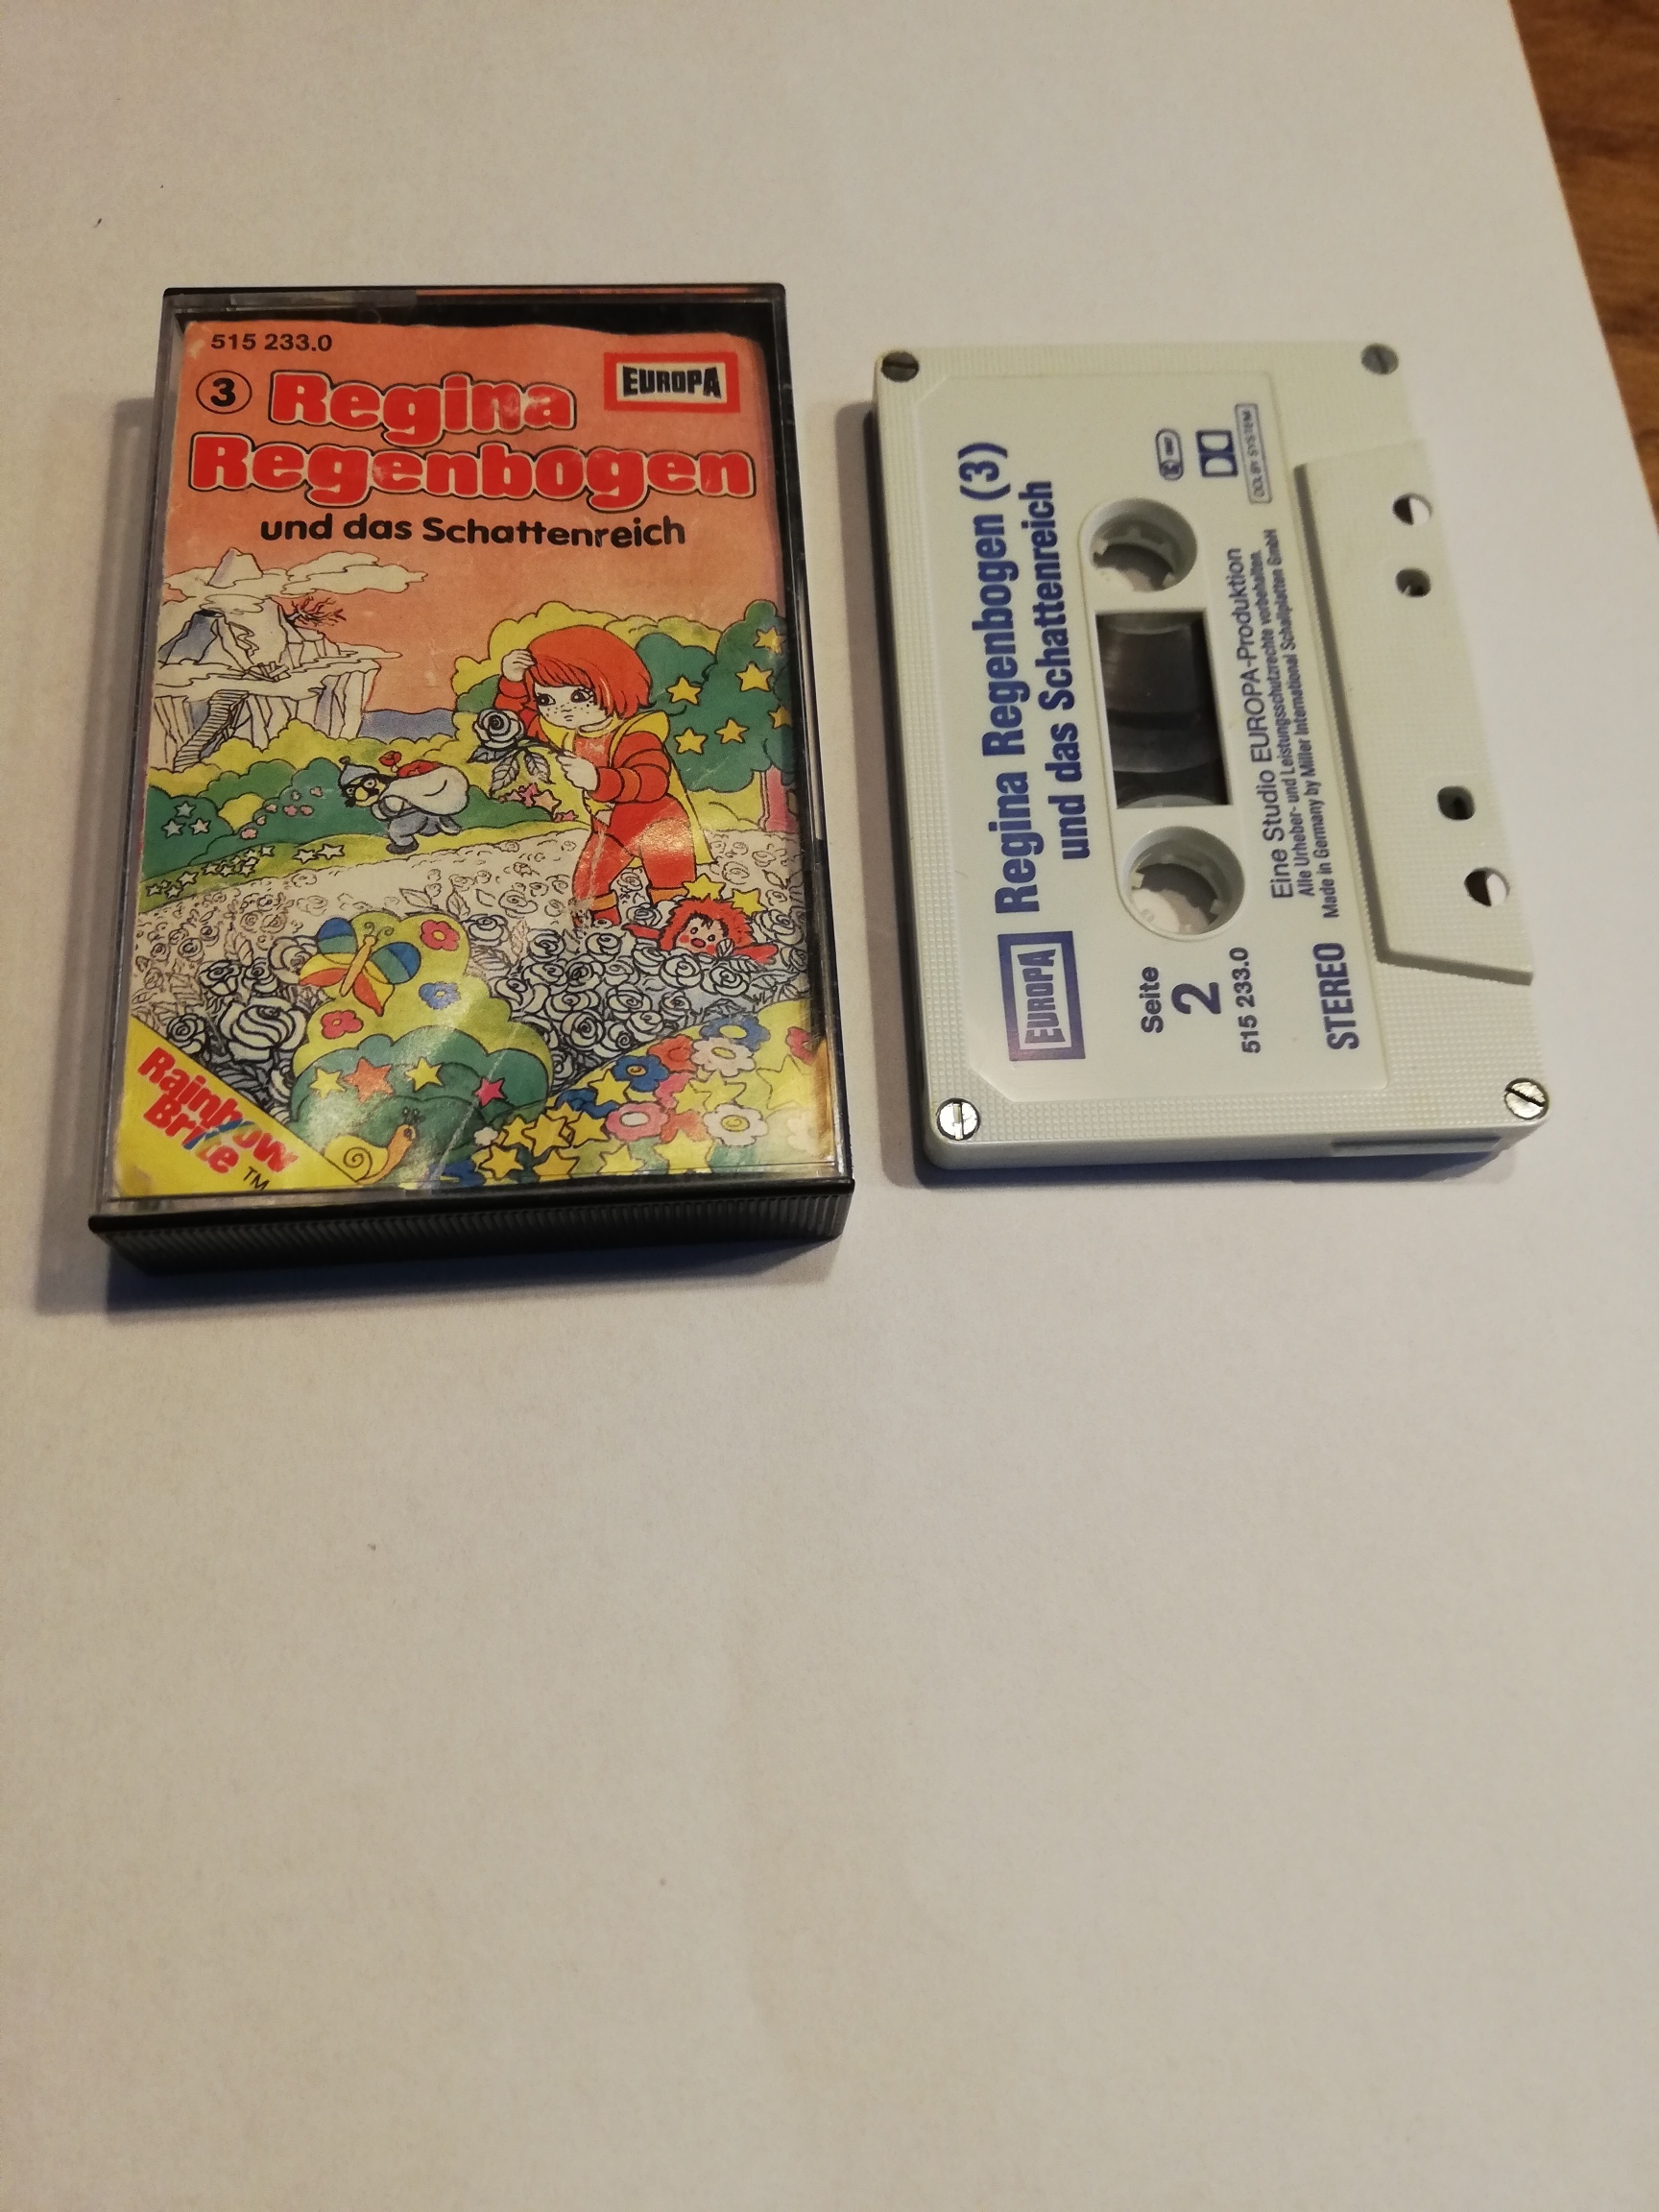 515 233.0
EUROPA
3 Regina
Regenbogen
und das Schattenreich
Rainbow
Brite TM
EUROPA
Regina Regenbogen (3)
und das Schattenreich
Seite
2
515 233.0
STEREO
DOLBY SYSTEM
Eine Studio EUROPA-Produktion
Alle Urheber- und Leistungsschutzrechte vorbehalten.
Made in Germany by Miller International Schallplatten GmbH